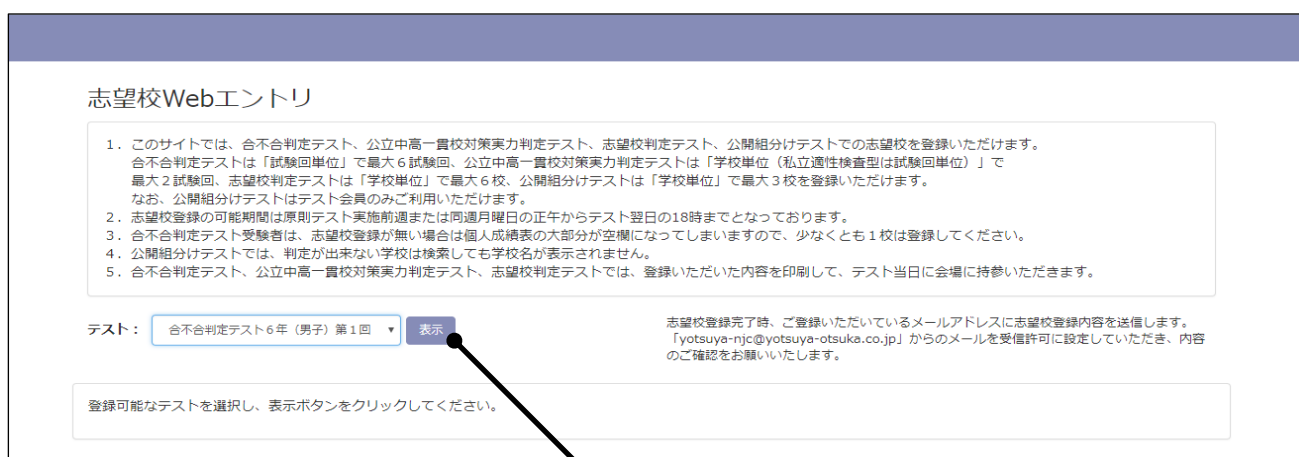 志望校Webエントリ
1. このサイトでは、合不合判定テスト、公立中高一貫校対策実力判定テスト、志望校判定テスト、公開組分けテストでの志望校を登録いただけます。
合不合判定テストは「試験回単位」で最大6試験回、公立中高一貫校対策実力判定テストは「学校単位（私立適性検査型は試験回単位）」で
最大2試験回、志望校判定テストは「学校単位」で最大6校、公開組分けテストは「学校単位」で最大3校を登録いただけます。
なお、公開組分けテストはテスト会員のみご利用いただけます。
2. 志望校登録の可能期間は原則テスト実施前週または同週月曜日の正午からテスト翌日の18時までとなっております。
3. 合不合判定テスト受験者は、志望校登録が無い場合は個人成績表の大部分が空欄になってしまいますので、少なくとも1校は登録してください。
4. 公開組分けテストでは、判定が出来ない学校は検索しても学校名が表示されません。
5. 合不合判定テスト、公立中高一貫校対策実力判定テスト、志望校判定テストでは、登録いただいた内容を印刷して、テスト当日に会場に持参いただきます。
テスト： 合不合判定テスト6年（男子）第1回 ▼ 表示
志望校登録完了時、ご登録いただいているメールアドレスに志望校登録内容を送信します。
「yotsuya-njc@yotsuya-otsuka.co.jp」からのメールを受信許可に設定していただき、内容
のご確認をお願いいたします。
登録可能なテストを選択し、表示ボタンをクリックしてください。